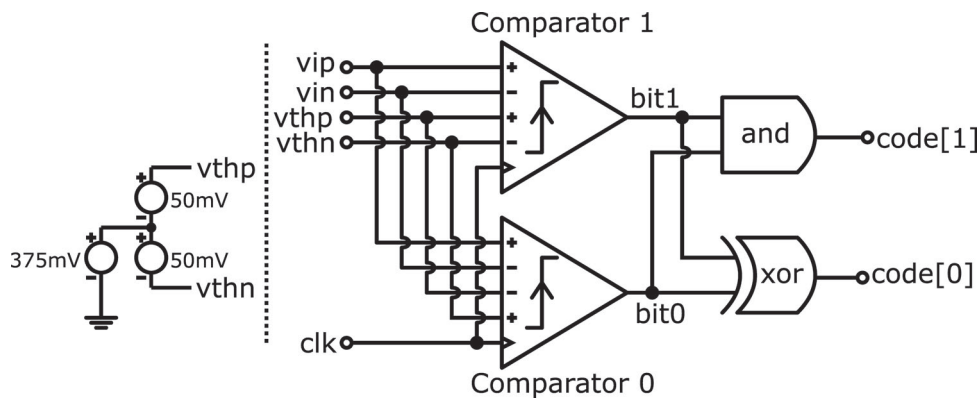 Comparator 1
vip
vin
vthp
vthn
+
-
+
-
bit1
and
code[1]
vthp
+
-
50mV
375mV
+
-
+
-
50mV
vthn
+
-
-
+
bit0
xor
code[0]
clk
Comparator 0